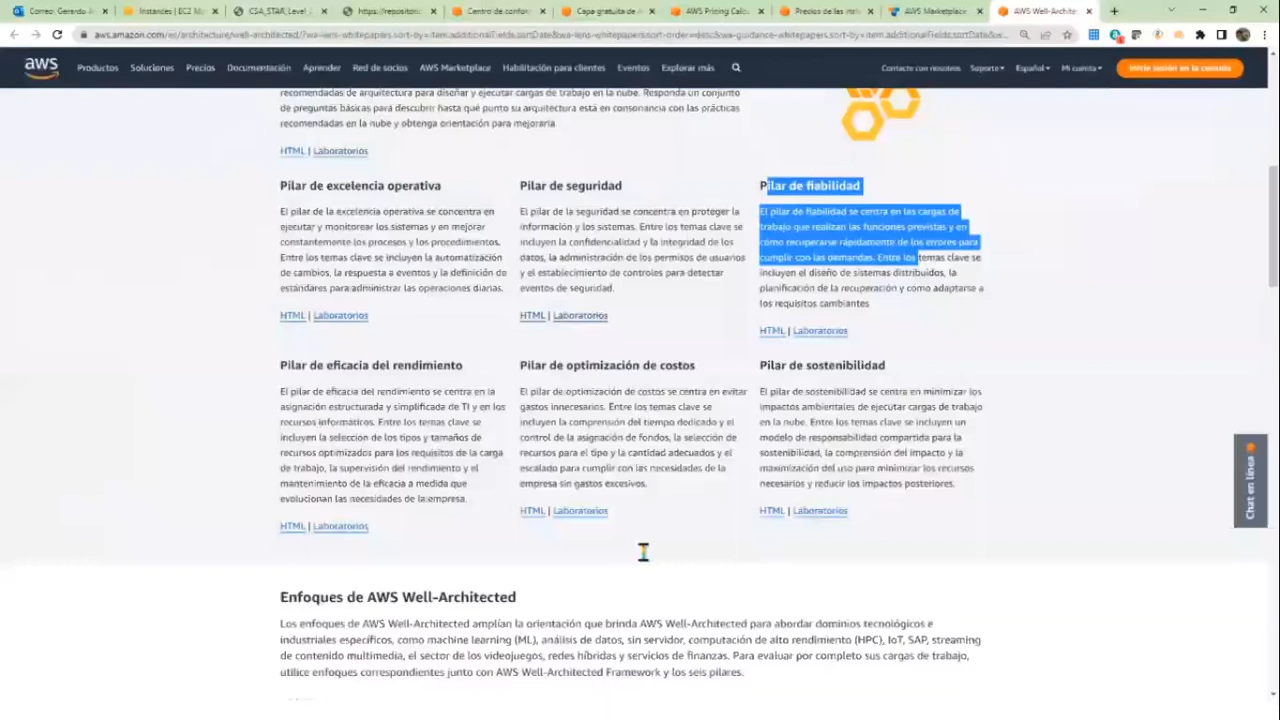 Correo: Gerardo A
Instancias | EC2 M
CSA_STAR_Level
https://repositori
Centro de confor
Capa gratuita de
AWS Pricing Calc
Precios de las inst
AWS Marketplace
AWS Well-Archite
aws.amazon.com/es/architecture/well-architected/?wa-lens-whitepapers.sort-by=item.additionalFields.sortDate&wa-lens-whitepapers.sort-order=desc&wa-guidance-whitepapers.sort-by=item.additionalFields.sortDate&w...
aws
Productos Soluciones Precios Documentación Aprender Red de socios AWS Marketplace Habilitación para clientes Eventos Explorar más
Contacte con nosotros Soporte Español Mi cuenta Inicie sesión en la consola
recomendadas de arquitectura para diseñar y ejecutar cargas de trabajo en la nube. Responda un conjunto
de preguntas básicas para descubrir hasta qué punto su arquitectura está en consonancia con las prácticas
recomendadas en la nube y obtenga orientación para mejorarla.
HTML | Laboratorios
Pilar de excelencia operativa
El pilar de la excelencia operativa se concentra en
ejecutar y monitorear los sistemas y en mejorar
constantemente los procesos y los procedimientos.
Entre los temas clave se incluyen la automatización
de cambios, la respuesta a eventos y la definición de
estándares para administrar las operaciones diarias.
HTML | Laboratorios
Pilar de seguridad
El pilar de la seguridad se concentra en proteger la
información y los sistemas. Entre los temas clave se
incluyen la confidencialidad y la integridad de los
datos, la administración de los permisos de usuarios
y el establecimiento de controles para detectar
eventos de seguridad.
HTML | Laboratorios
Pilar de fiabilidad
El pilar de fiabilidad se centra en las cargas de
trabajo que realizan las funciones previstas y en
cómo recuperarse rápidamente de los errores para
cumplir con las demandas. Entre los temas clave se
incluyen el diseño de sistemas distribuidos, la
planificación de la recuperación y como adaptarse a
los requisitos cambiantes
HTML | Laboratorios
Pilar de eficacia del rendimiento
El pilar de eficacia del rendimiento se centra en la
asignación estructurada y simplificada de TI y en los
recursos informáticos. Entre los temas clave se
incluyen la selección de los tipos y tamaños de
recursos optimizados para los requisitos de la carga
de trabajo, la supervisión del rendimiento y el
mantenimiento de la eficacia a medida que
evolucionan las necesidades de la empresa.
HTML | Laboratorios
Pilar de optimización de costos
El pilar de optimización de costos se centra en evitar
gastos innecesarios. Entre los temas clave se
incluyen la comprensión del tiempo dedicado y el
control de la asignación de fondos, la selección de
recursos para el tipo y la cantidad adecuados y el
escalado para cumplir con las necesidades de la
empresa sin gastos excesivos.
HTML | Laboratorios
Pilar de sostenibilidad
El pilar de sostenibilidad se centra en minimizar los
impactos ambientales de ejecutar cargas de trabajo
en la nube. Entre los temas clave se incluyen un
modelo de responsabilidad compartida para la
sostenibilidad, la comprensión del impacto y la
maximización del uso para minimizar los recursos
necesarios y reducir los impactos posteriores.
HTML | Laboratorios
Chat en línea
Enfoques de AWS Well-Architected
Los enfoques de AWS Well-Architected amplían la orientación que brinda AWS Well-Architected para abordar dominios tecnológicos e
industriales específicos, como machine learning (ML), análisis de datos, sin servidor, computación de alto rendimiento (HPC), IoT, SAP, streaming
de contenido multimedia, el sector de los videojuegos, redes híbridas y servicios de finanzas. Para evaluar por completo sus cargas de trabajo,
utilice enfoques correspondientes junto con AWS Well-Architected Framework y los seis pilares.